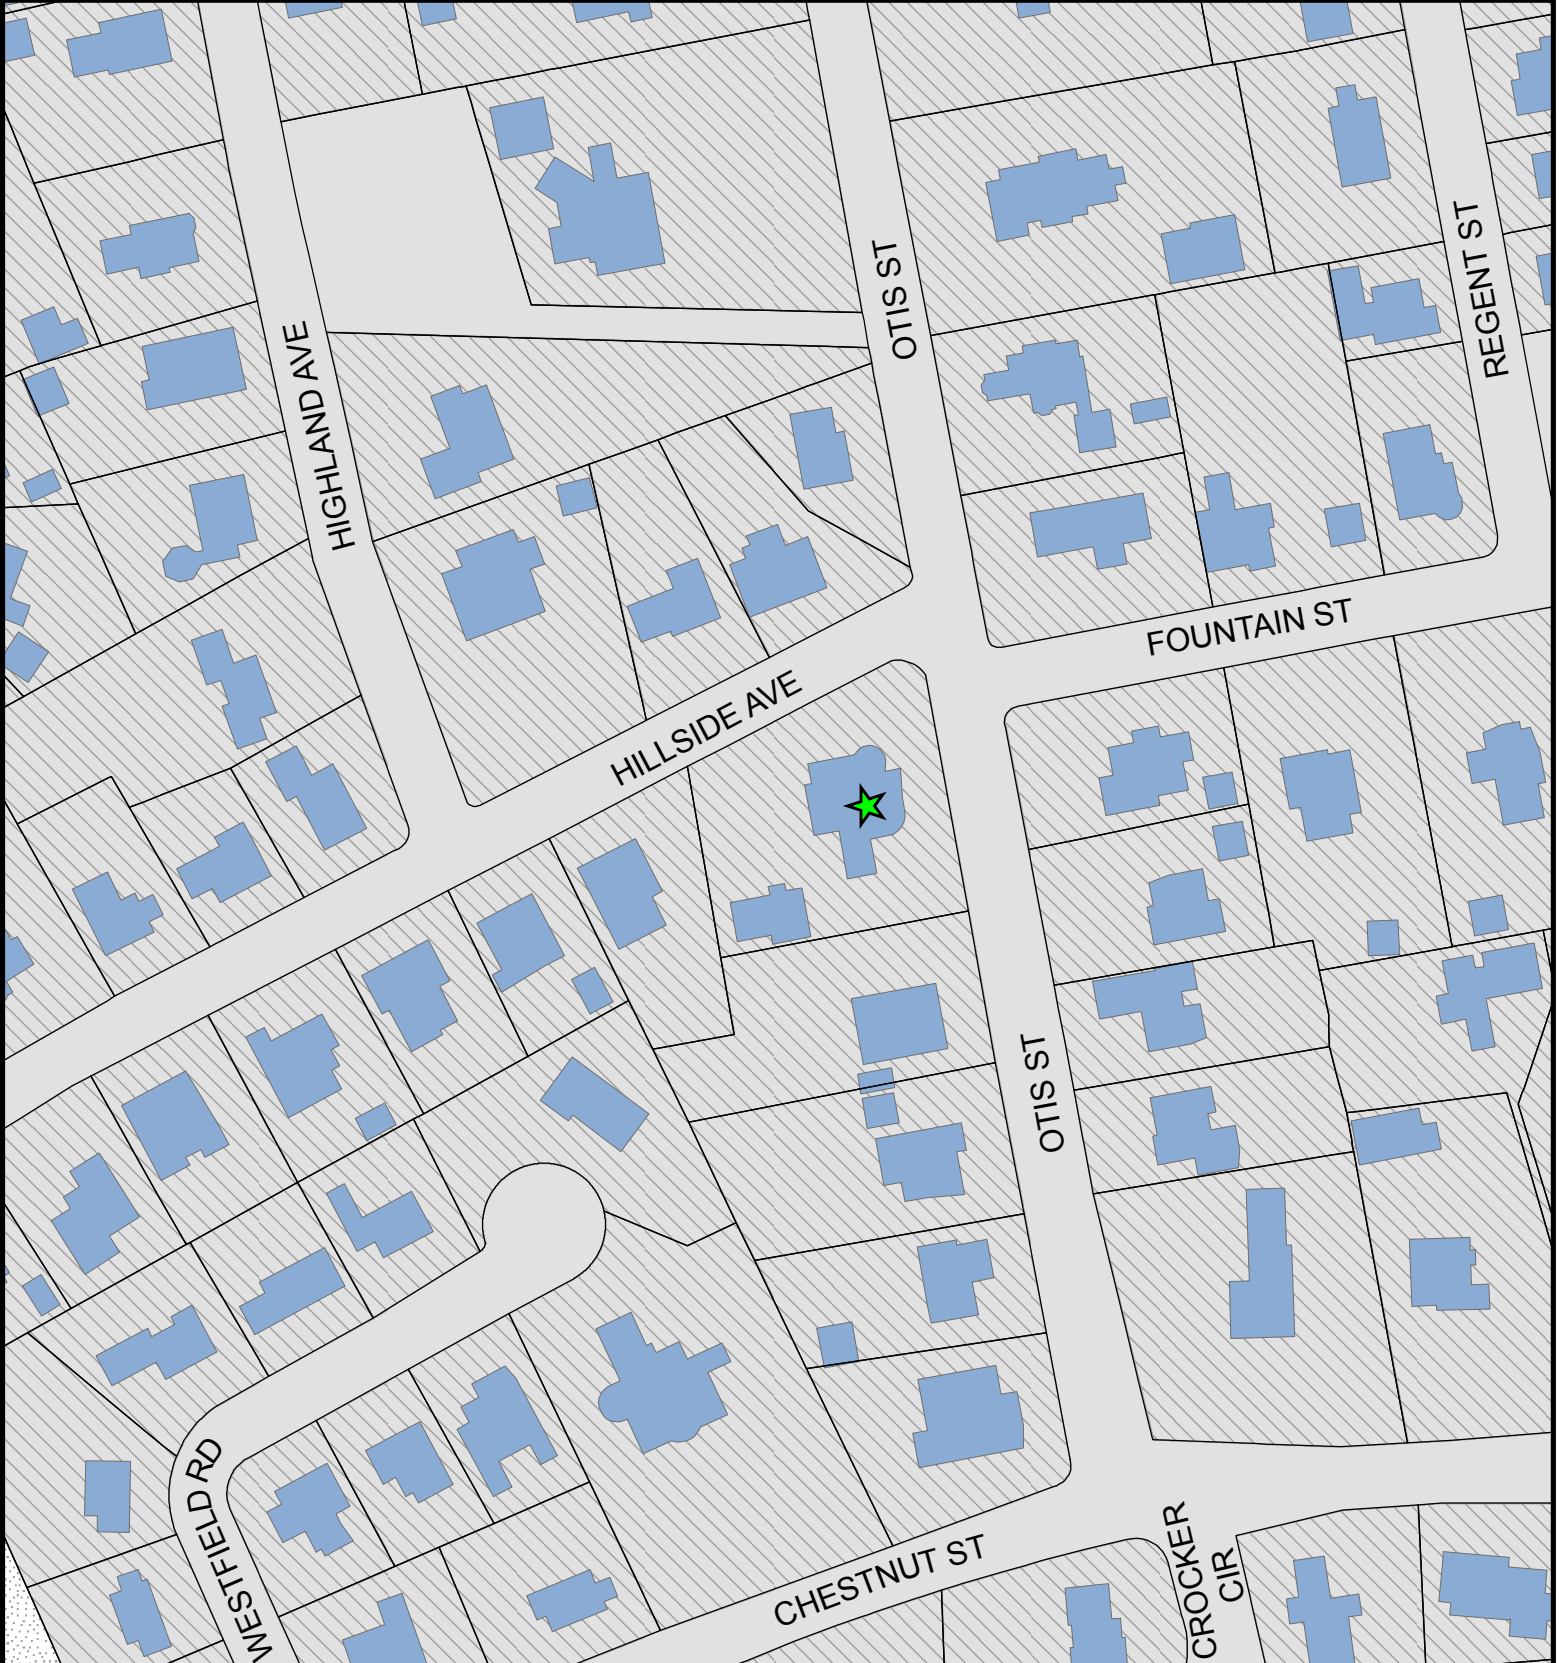 OTIS ST
REGENT ST
HIGHLAND AVE
FOUNTAIN ST
HILLSIDE AVE
OTIS ST
WESTFIELD RD
CHESTNUT ST
CROCKER
CIR